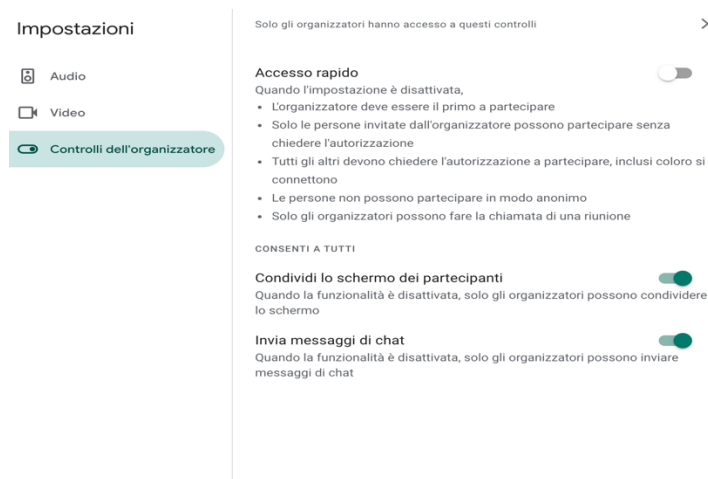 Impostazioni
Audio
Video
Controlli dell'organizzatore
Solo gli organizzatori hanno accesso a questi controlli
Accesso rapido
Quando l'impostazione è disattivata,
• L'organizzatore deve essere il primo a partecipare
• Solo le persone invitate dall'organizzatore possono partecipare senza
chiedere l'autorizzazione
• Tutti gli altri devono chiedere l'autorizzazione a partecipare, inclusi coloro si
connettono
• Le persone non possono partecipare in modo anonimo
• Solo gli organizzatori possono fare la chiamata di una riunione
CONSENTI A TUTTI
Condividi lo schermo dei partecipanti
Quando la funzionalità è disattivata, solo gli organizzatori possono condividere
lo schermo
Invia messaggi di chat
Quando la funzionalità è disattivata, solo gli organizzatori possono inviare
messaggi di chat